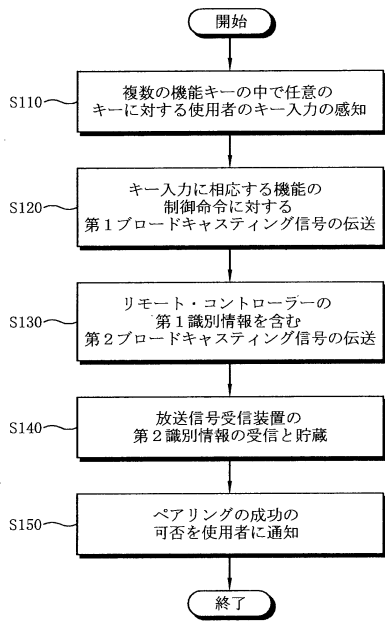 開始
S110
複数の機能キーの中で任意の
キーに対する使用者のキー入力の感知
S120
キー入力に相応する機能の
制御命令に対する
第1ブロードキャスティング信号の伝送
S130
リモート・コントローラーの
第1識別情報を含む
第2ブロードキャスティング信号の伝送
S140
放送信号受信装置の
第2識別情報の受信と貯蔵
S150
ペアリングの成功の
可否を使用者に通知
終了